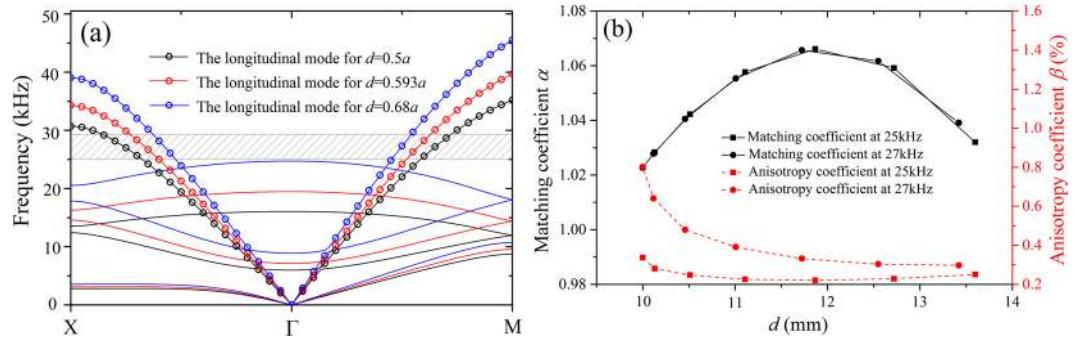 (a)
The longitudinal mode for d=0.5a
The longitudinal mode for d=0.593a
The longitudinal mode for d=0.68a
Frequency (kHz)
50
40
30
20
10
0
X
Γ
M
(b)
Matching coefficient α
1.08
1.06
1.04
1.02
1.00
0.98
Matching coefficient at 25kHz
Matching coefficient at 27kHz
Anisotropy coefficient at 25kHz
Anisotropy coefficient at 27kHz
10
11
12
13
14
d (mm)
1.6
1.4
1.2
1.0
0.8
0.6
0.4
0.2
Anisotropy coefficient β (%)